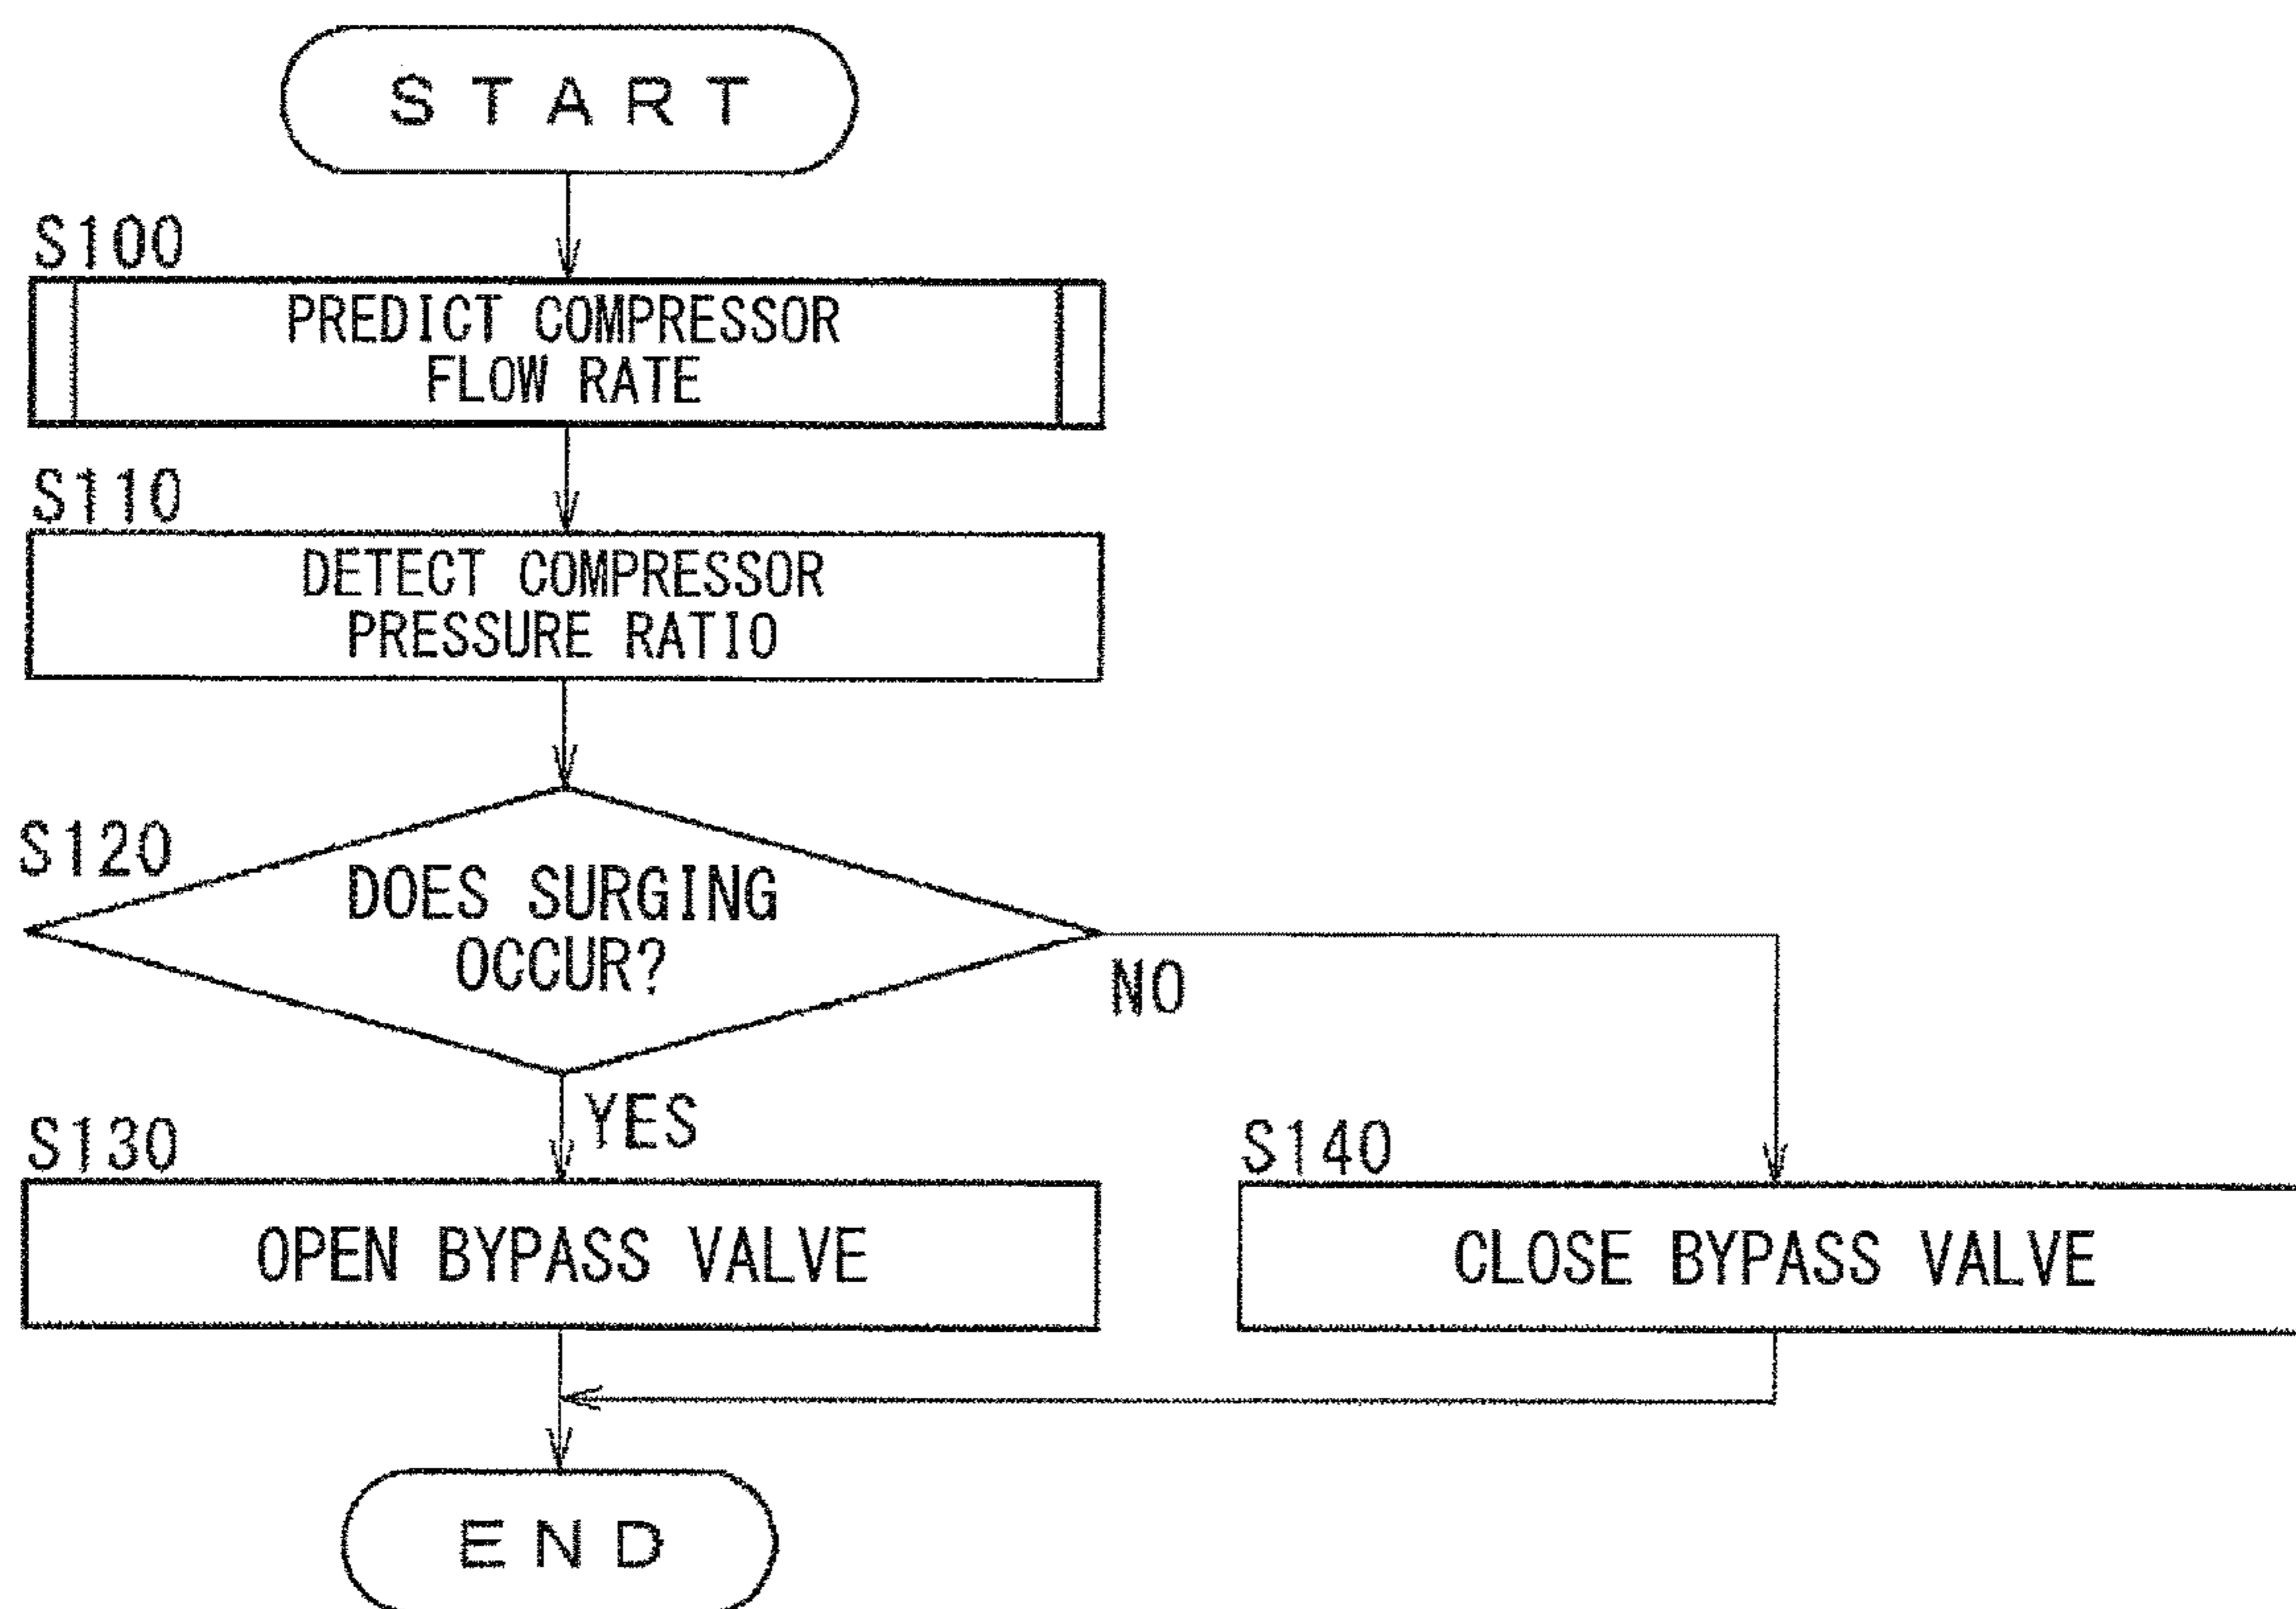 START
S100
PREDICT COMPRESSOR
FLOW RATE
S110
DETECT COMPRESSOR
PRESSURE RATIO
S120
DOES SURGING
OCCUR?
NO
YES
S130
OPEN BYPASS VALVE
S140
CLOSE BYPASS VALVE
END